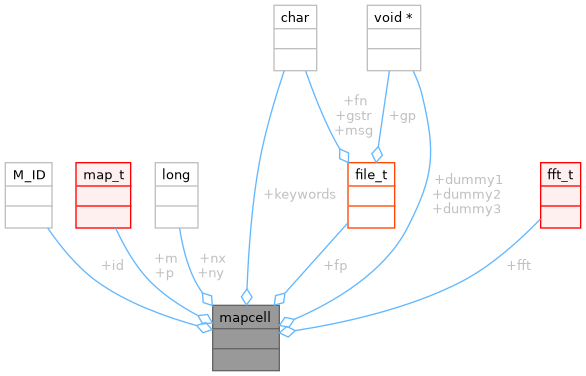 char
void *
+fn
+gstr
+msg
+gp
M_ID
map_t
long
file_t
fft_t
+keywords
+dummy1
+dummy2
+dummy3
+id
+m
+p
+nx
+ny
+fp
+fft
mapcell